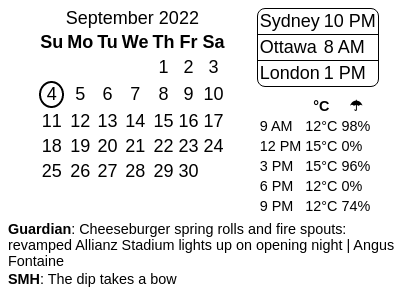 September 2022
Su Mo Tu We Th Fr Sa
1 2 3
4 5 6 7 8 9 10
11 12 13 14 15 16 17
18 19 20 21 22 23 24
25 26 27 28 29 30
Sydney 10 PM
Ottawa 8 AM
London 1 PM
°C ☂
9 AM 12°C 98%
12 PM 15°C 0%
3 PM 15°C 96%
6 PM 12°C 0%
9 PM 12°C 74%
Guardian: Cheeseburger spring rolls and fire spouts:
revamped Allianz Stadium lights up on opening night | Angus
Fontaine
SMH: The dip takes a bow